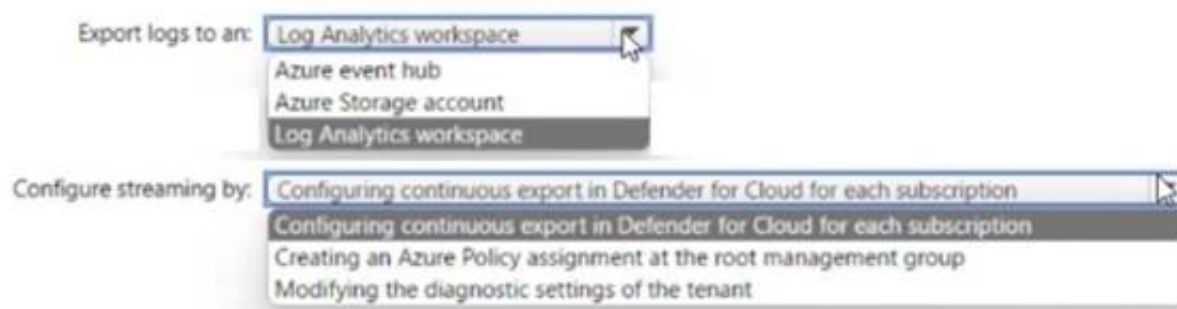 Export logs to an: Log Analytics workspace
Azure event hub
Azure Storage account
Log Analytics workspace
Configure streaming by: Configuring continuous export in Defender for Cloud for each subscription
Configuring continuous export in Defender for Cloud for each subscription
Creating an Azure Policy assignment at the root management group
Modifying the diagnostic settings of the tenant